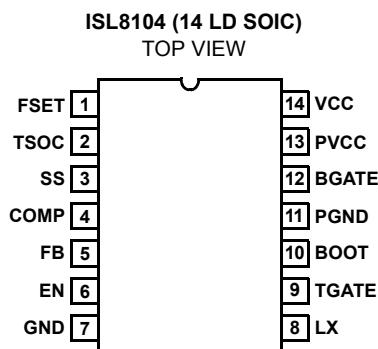 ISL8104 (14 LD SOIC)
TOP VIEW
FSET 1 14 VCC
TSOC 2 13 PVCC
SS 3 12 BGATE
COMP 4 11 PGND
FB 5 10 BOOT
EN 6 9 TGATE
GND 7 8 LX